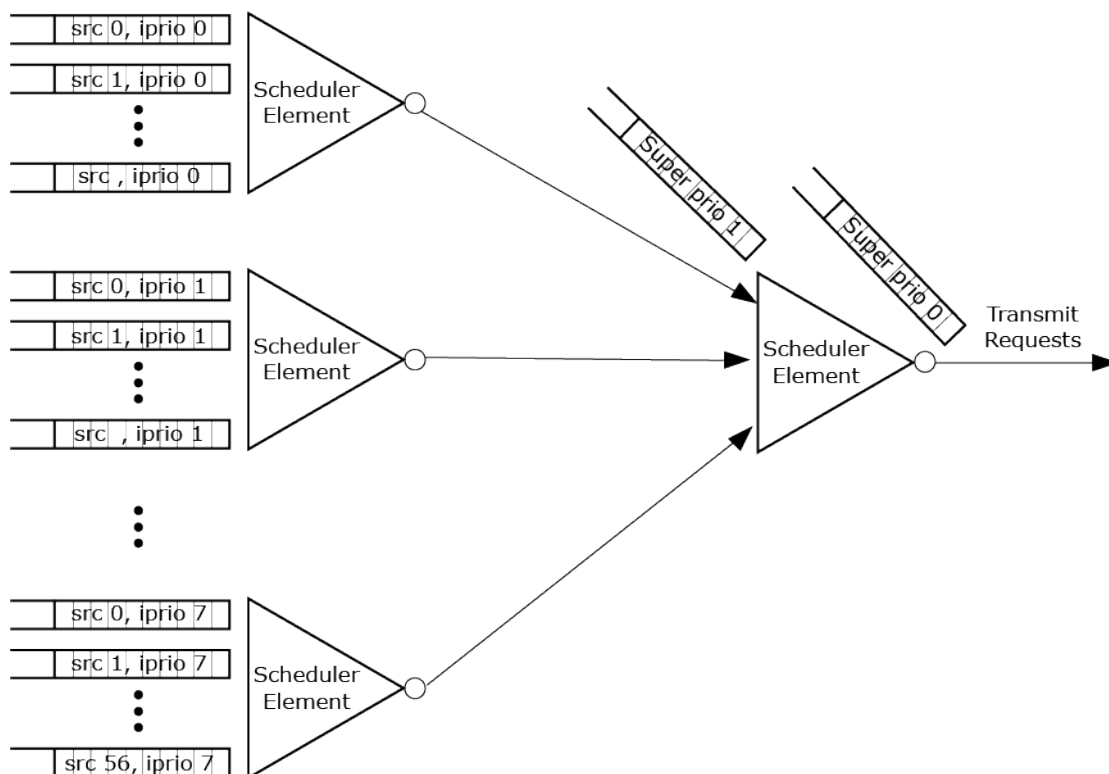 src 0, iprio 0
src 1, iprio 0
src , iprio 0
Scheduler
Element
src 0, iprio 1
src 1, iprio 1
src , iprio 1
Scheduler
Element
src 0, iprio 7
src 1, iprio 7
src 56, iprio 7
Scheduler
Element
Super prio 1
Super prio 0
Scheduler
Element
Transmit
Requests